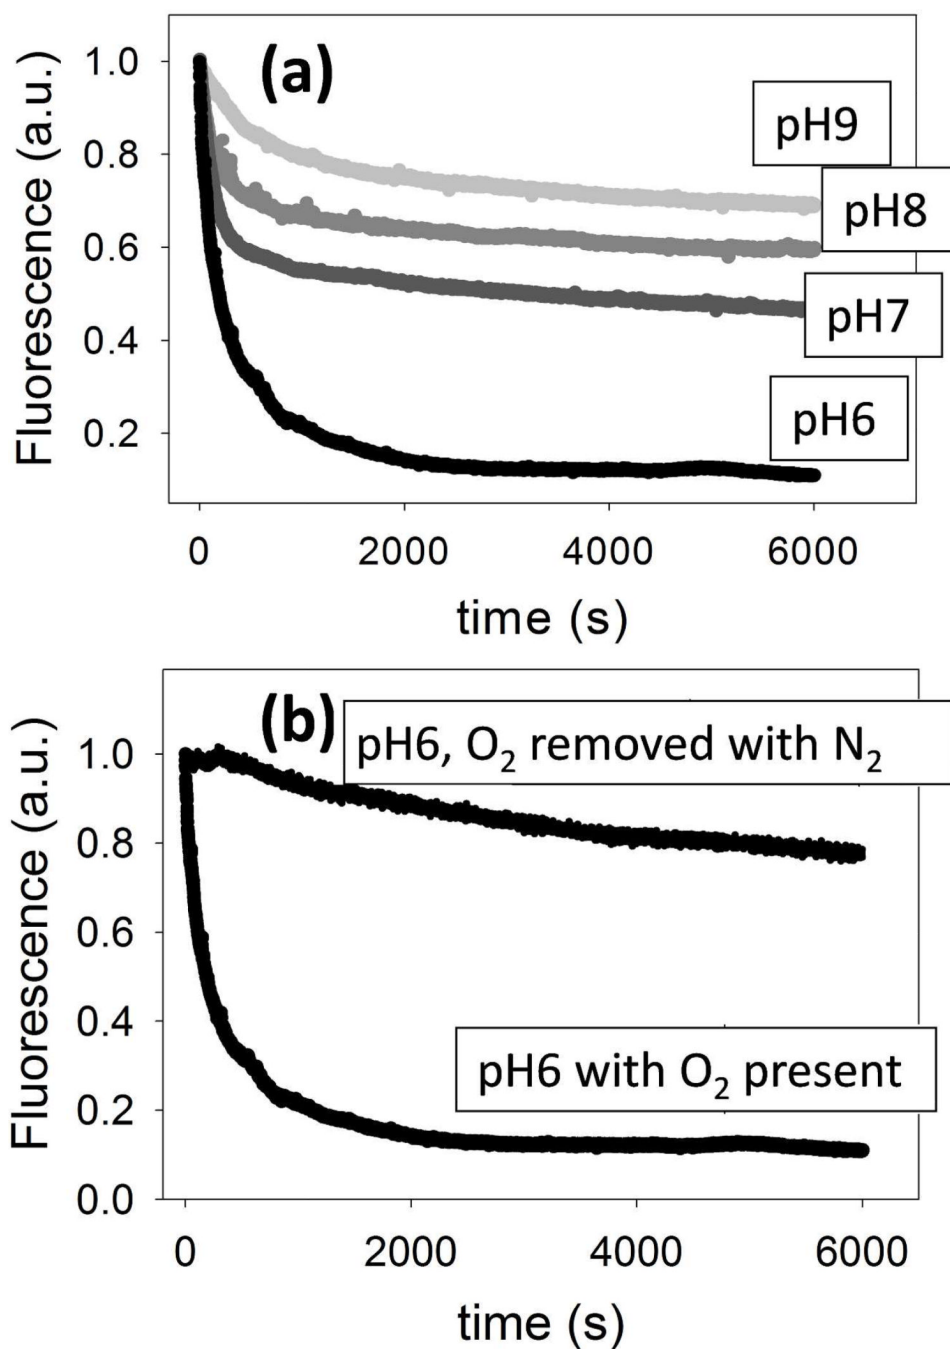 (a)
Fluorescence (a.u.)
1.0
0.8
0.6
0.4
0.2
pH9
pH8
pH7
pH6
0 2000 4000 6000
time (s)
(b)
Fluorescence (a.u.)
1.0
0.8
0.6
0.4
0.2
0.0
pH6, O₂ removed with N₂
pH6 with O₂ present
0 2000 4000 6000
time (s)